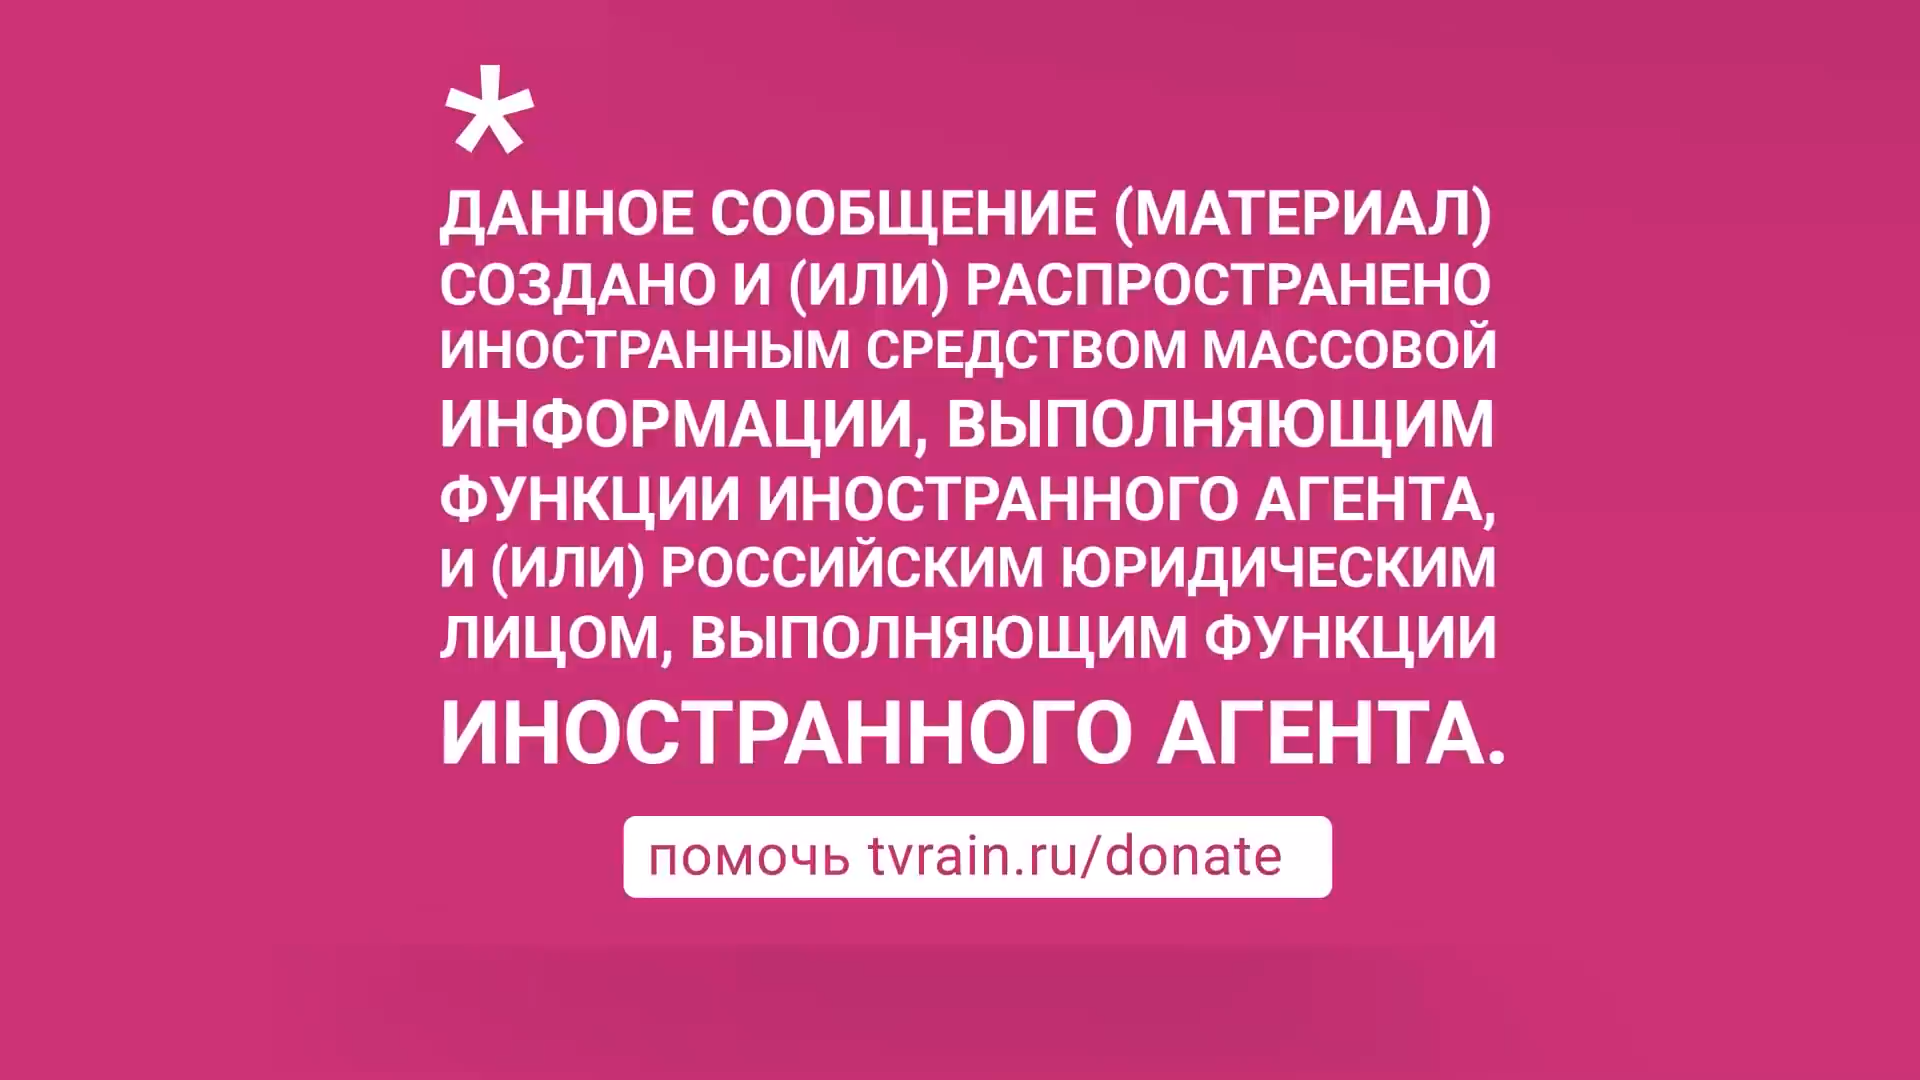 *
ДАННОЕ СООБЩЕНИЕ (МАТЕРИАЛ)
СОЗДАНО И (ИЛИ) РАСПРОСТРАНЕНО
ИНОСТРАННЫМ СРЕДСТВОМ МАССОВОЙ
ИНФОРМАЦИИ, ВЫПОЛНЯЮЩИМ
ФУНКЦИИ ИНОСТРАННОГО АГЕНТА,
И (ИЛИ) РОССИЙСКИМ ЮРИДИЧЕСКИМ
ЛИЦОМ, ВЫПОЛНЯЮЩИМ ФУНКЦИИ
ИНОСТРАННОГО АГЕНТА.
помочь tvrain.ru/donate